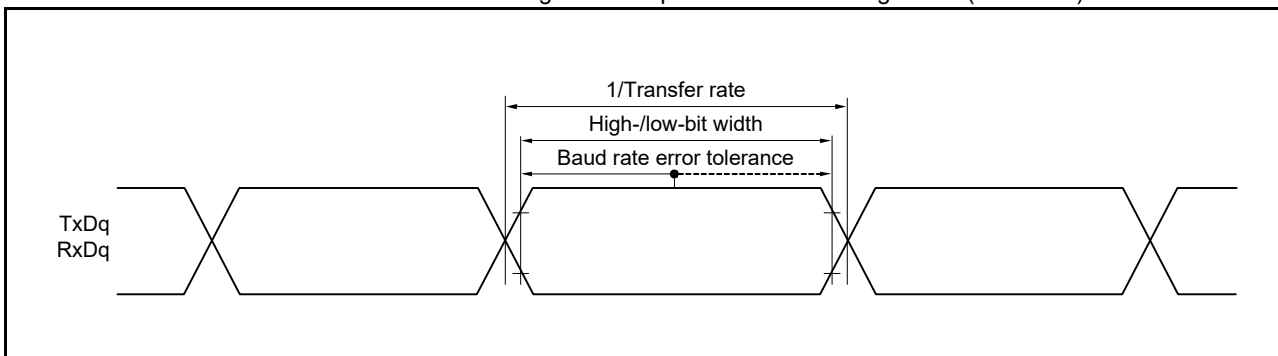 1/Transfer rate
High-/low-bit width
Baud rate error tolerance
TxDq
RxDq